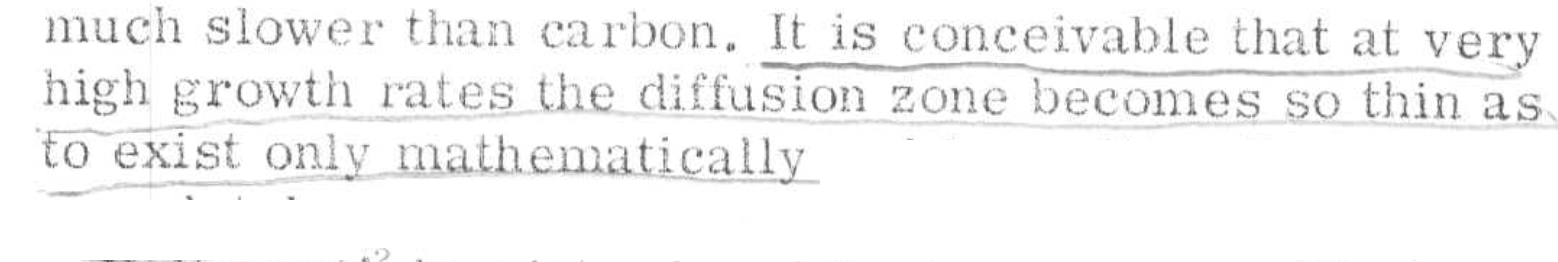 much slower than carbon. It is conceivable that at very
high growth rates the diffusion zone becomes so thin as
to exist only mathematically